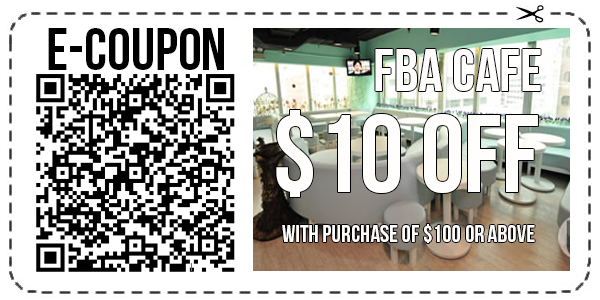 E-COUPON
FBA CAFE
$10 OFF
WITH PURCHASE OF $100 OR ABOVE